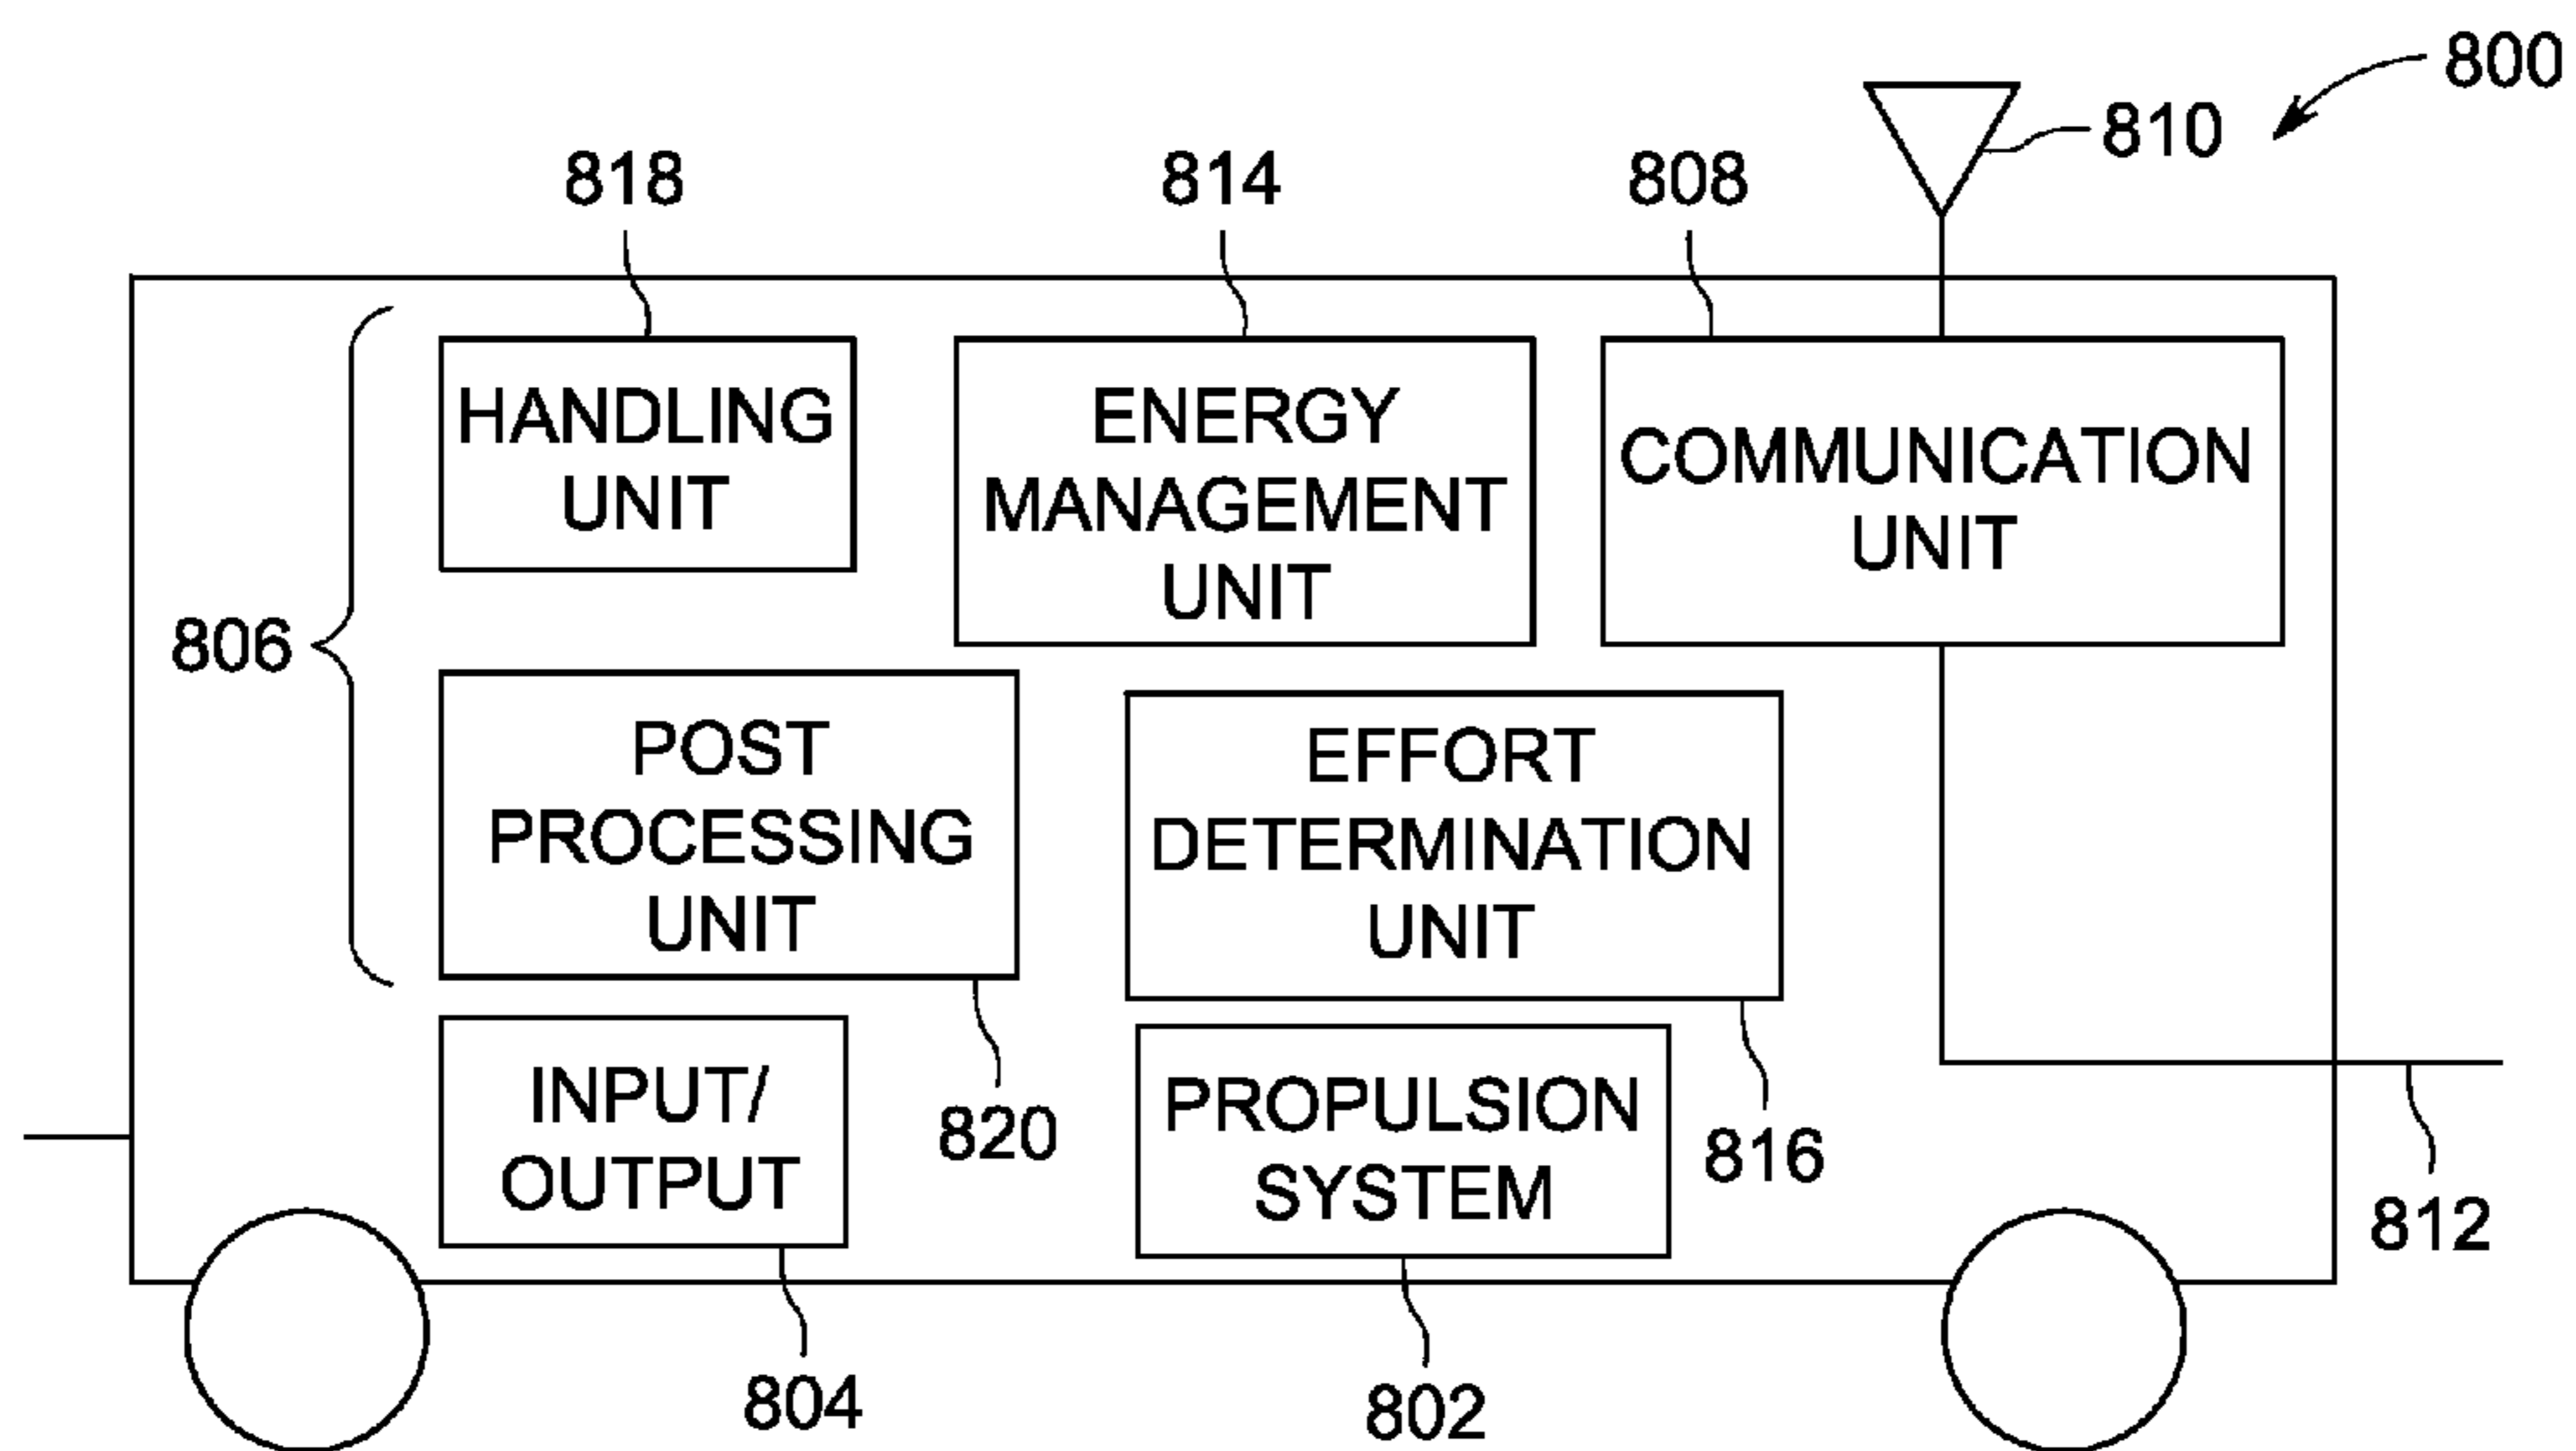 800
810
818
814
808
HANDLING
UNIT
ENERGY
MANAGEMENT
UNIT
COMMUNICATION
UNIT
806
POST
PROCESSING
UNIT
EFFORT
DETERMINATION
UNIT
INPUT/
OUTPUT
820
PROPULSION
SYSTEM
816
812
804
802